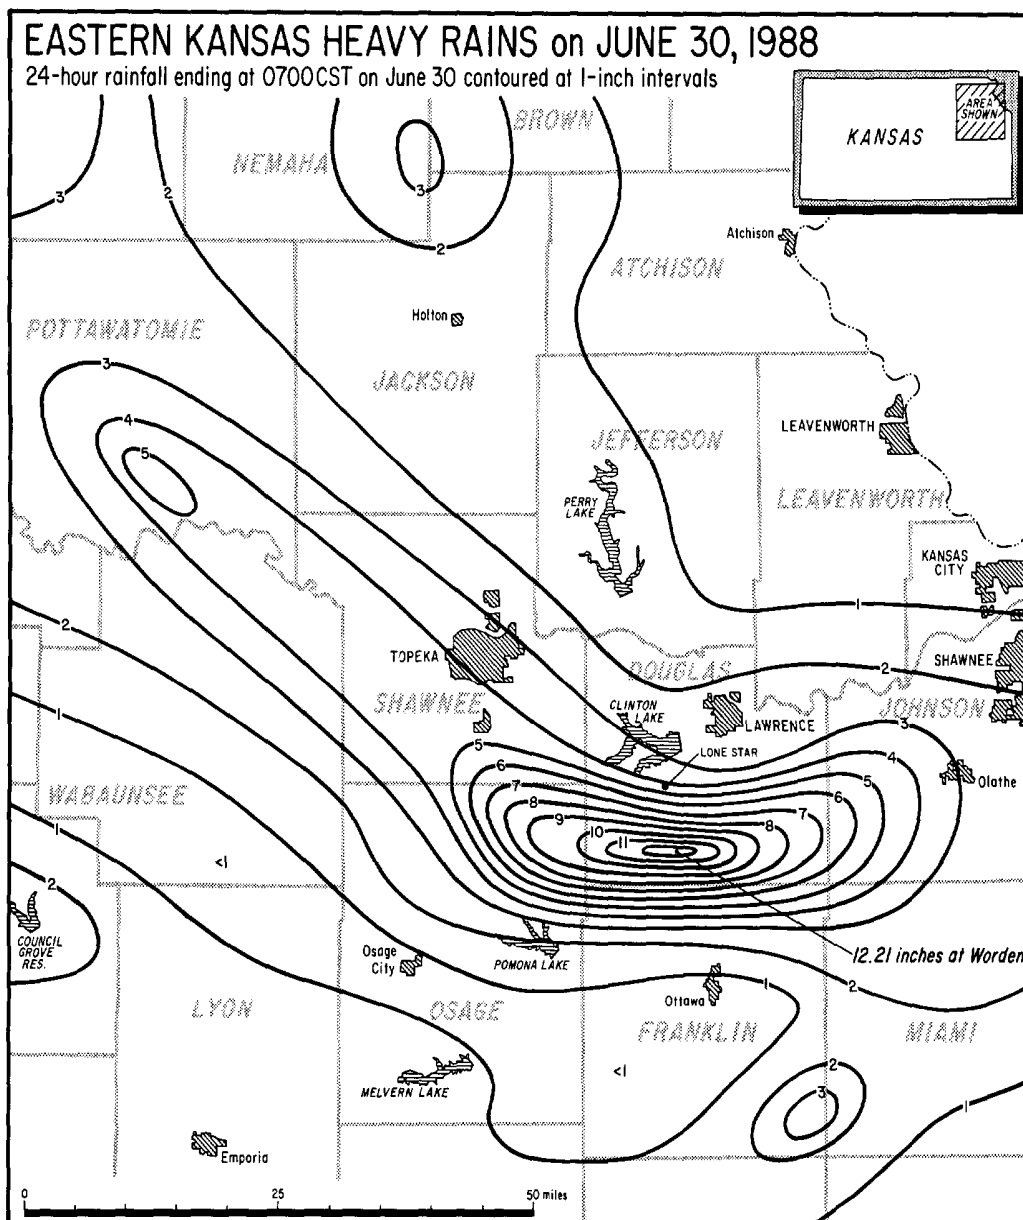 EASTERN KANSAS HEAVY RAINS on JUNE 30, 1988
24-hour rainfall ending at 0700CST on June 30 contoured at 1-inch intervals
AREA
SHOWN
KANSAS
BROWN
NEMAHA
3
2
3
2
Atchison
ATCHISON
Holton
POTTAWATOMIE
JACKSON
3
4
5
LEAVENWORTH
JEFFERSON
PERRY
LAKE
LEAVENWORTH
KANSAS
CITY
1
2
TOPEKA
SHAWNEE
DOUGLAS
2
SHAWNEE
CLINTON
LAKE
JOHNSON
1
LAWRENCE
LONE STAR
3
4
5
6
7
8
9
10
11
5
6
7
8
Olathe
WABAUNSEE
1
<1
2
COUNCIL
GROVE
RES.
Osage
City
POMONA LAKE
12.21 inches at Worden
2
1
Ottawa
LYON
OSAGE
FRANKLIN
MIAMI
<1
2
3
1
MELVERN LAKE
Emporia
0
25
50 miles